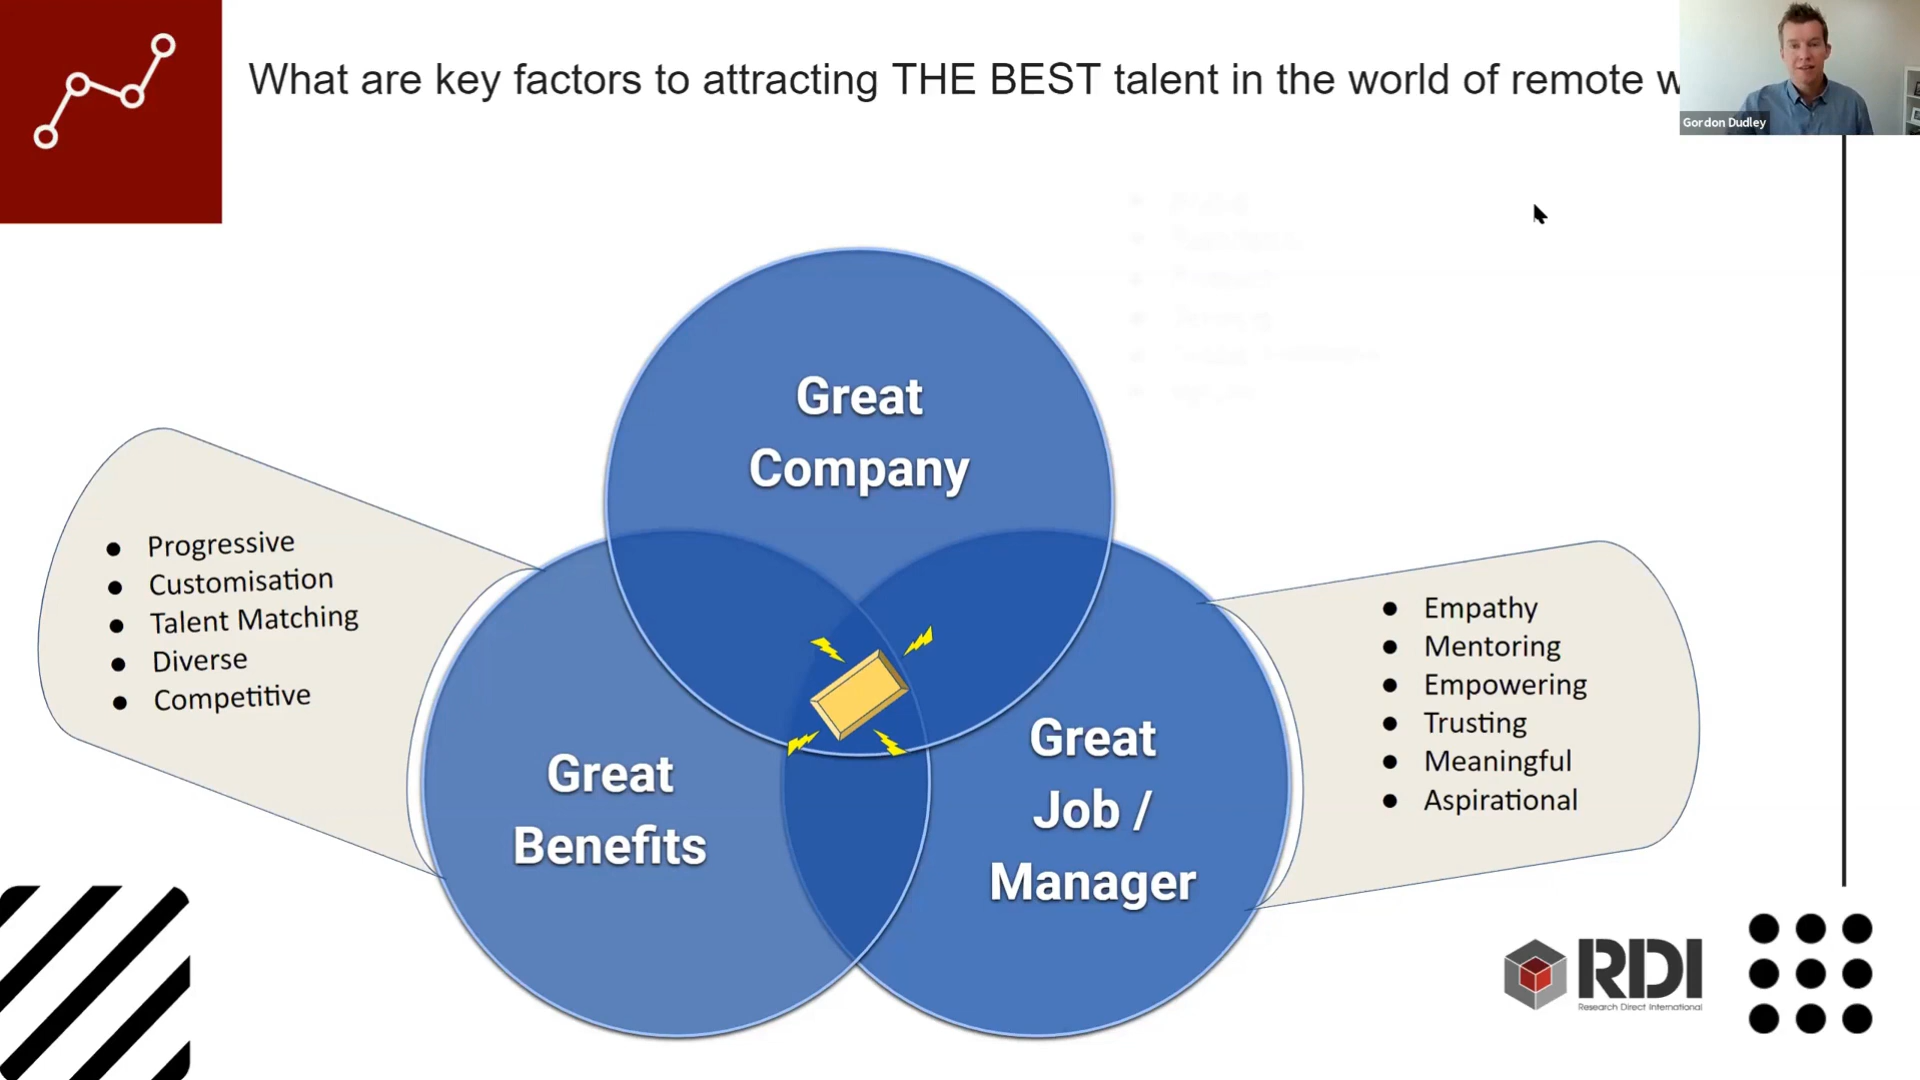 What are key factors to attracting THE BEST talent in the world of remote w
Gordon Dudley
Great
Company
Progressive
Customisation
Talent Matching
Diverse
Competitive
Empathy
Mentoring
Empowering
Trusting
Meaningful
Aspirational
Great
Benefits
Great
Job /
Manager
RDI
Research Direct International